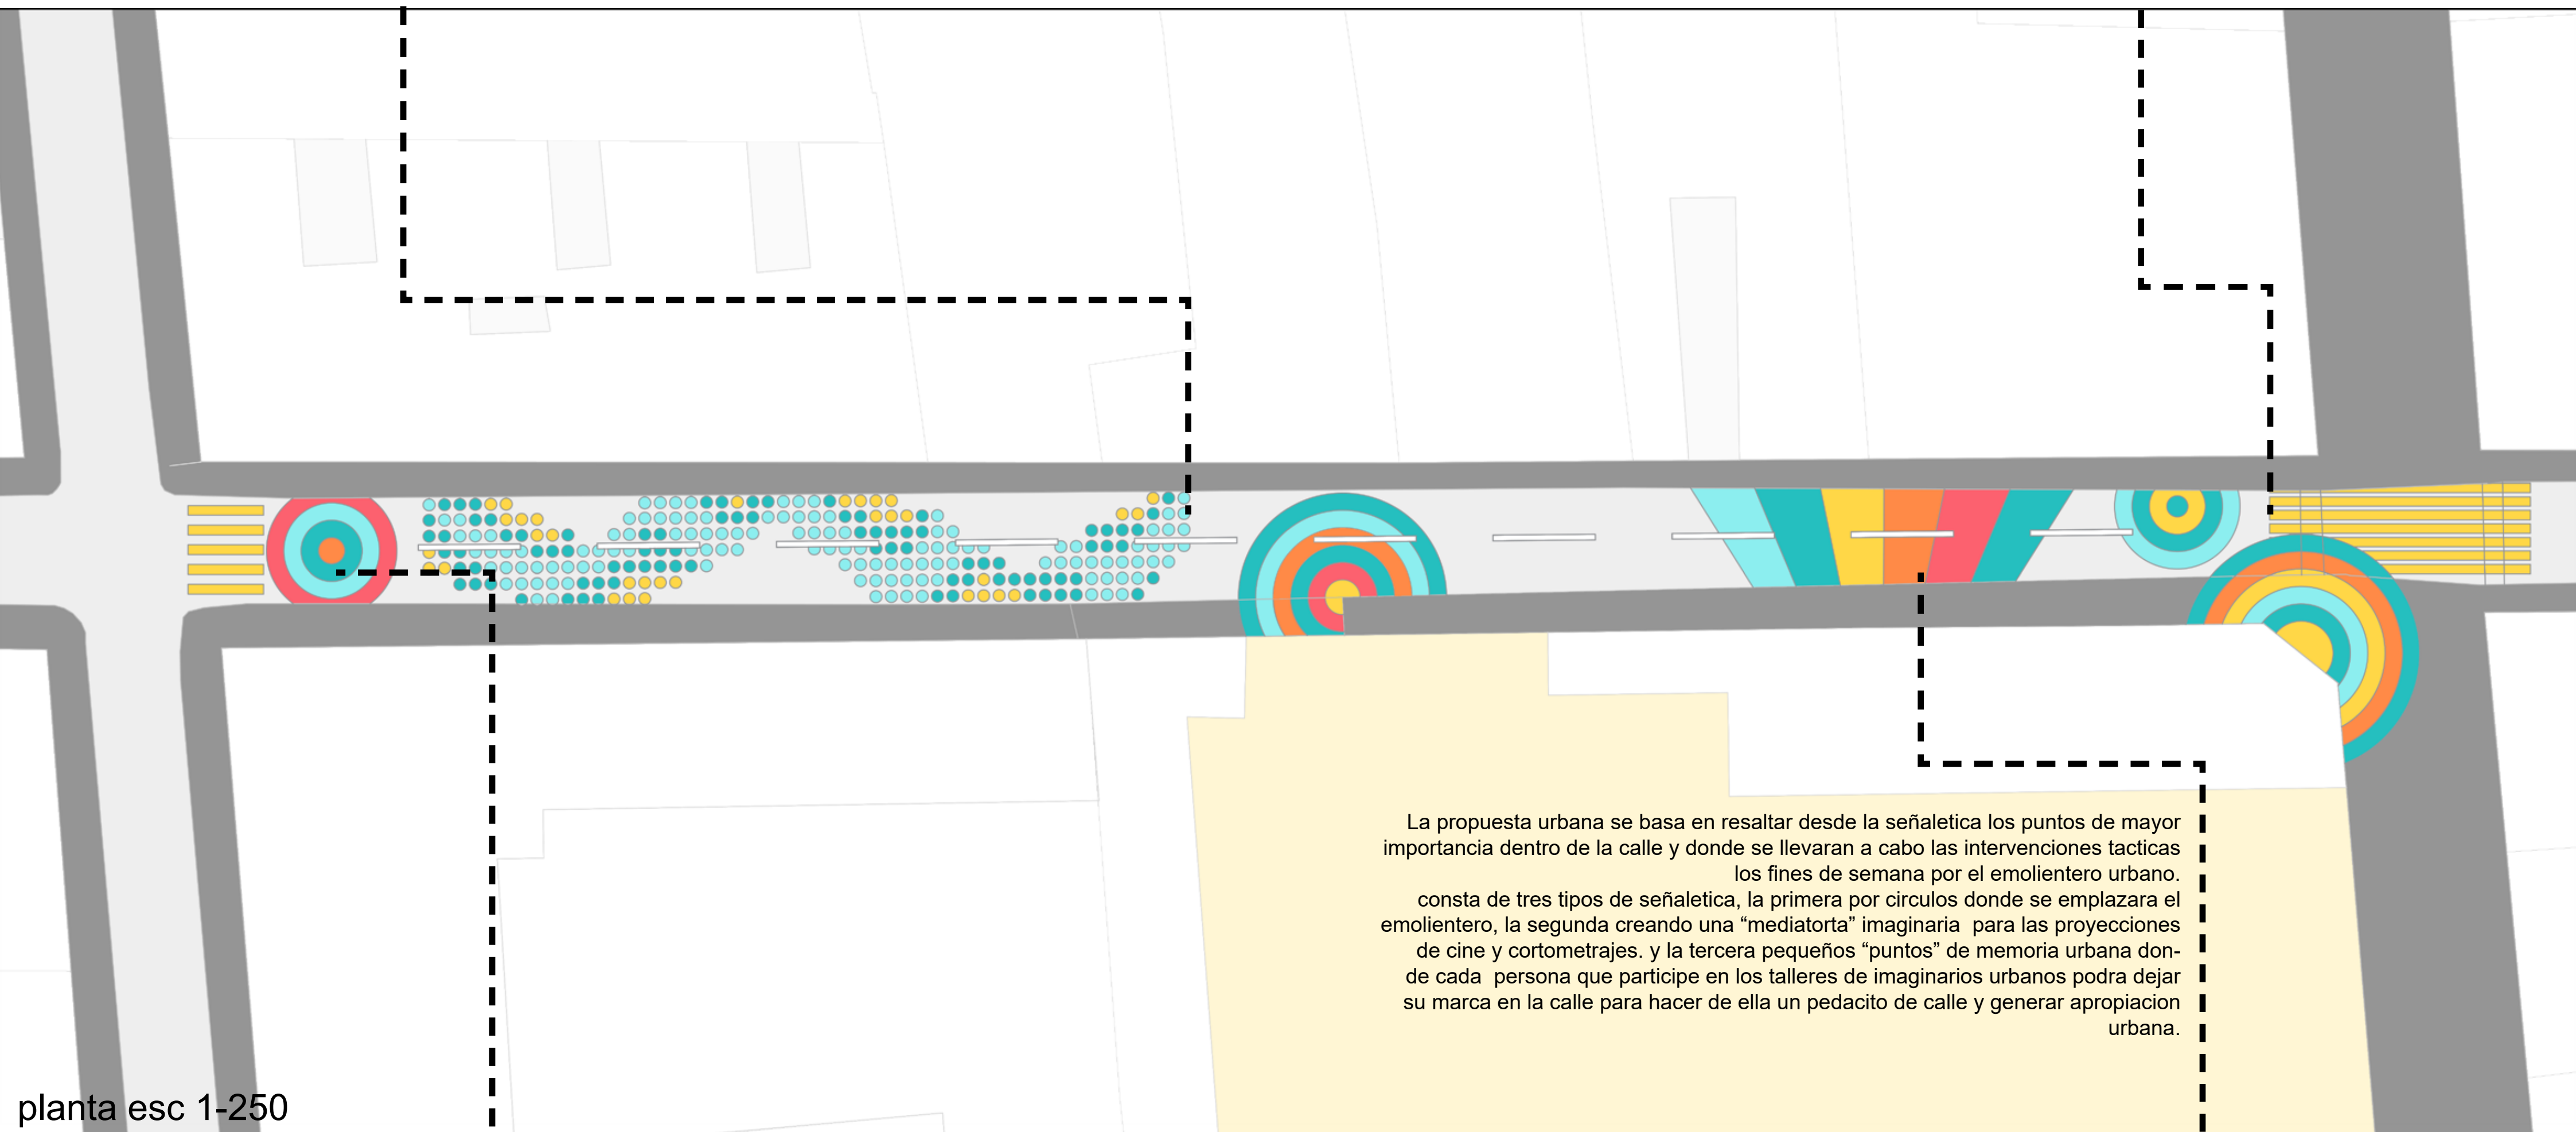 La propuesta urbana se basa en resaltar desde la señaletica los puntos de mayor
importancia dentro de la calle y donde se llevaran a cabo las intervenciones tacticas
los fines de semana por el emolientero urbano.
consta de tres tipos de señaletica, la primera por circulos donde se emplazara el
emolientero, la segunda creando una “mediatorta” imaginaria  para las proyecciones
de cine y cortometrajes. y la tercera pequeños “puntos” de memoria urbana don-
de cada  persona que participe en los talleres de imaginarios urbanos podra dejar
su marca en la calle para hacer de ella un pedacito de calle y generar apropiacion
urbana.
planta esc 1-250